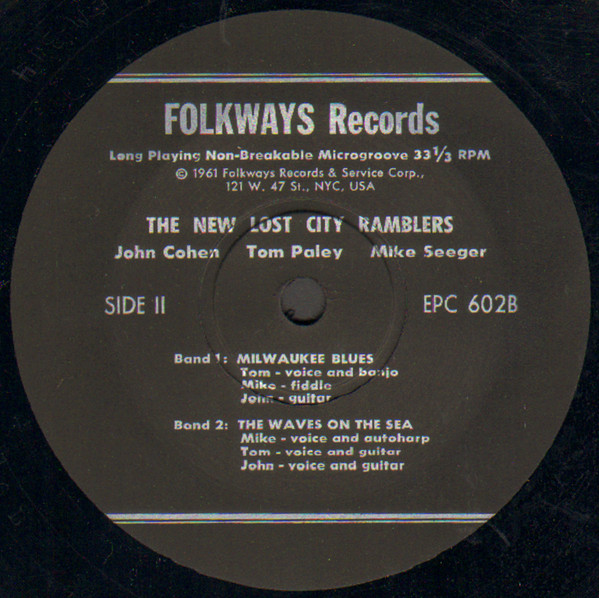 FOLKWAYS Records
Long Playing Non-Breakable Microgroove 33 1/3 RPM
© 1961 Folkways Records & Service Corp.,
121 W. 47 St., NYC, USA
THE NEW LOST CITY RAMBLERS
John Cohen Tom Paley Mike Seeger
SIDE II EPC 602B
Band 1: MILWAUKEE BLUES
Tom - voice and banjo
Mike - fiddle
John - guitar
Band 2: THE WAVES ON THE SEA
Mike - voice and autoharp
Tom - voice and guitar
John - voice and guitar